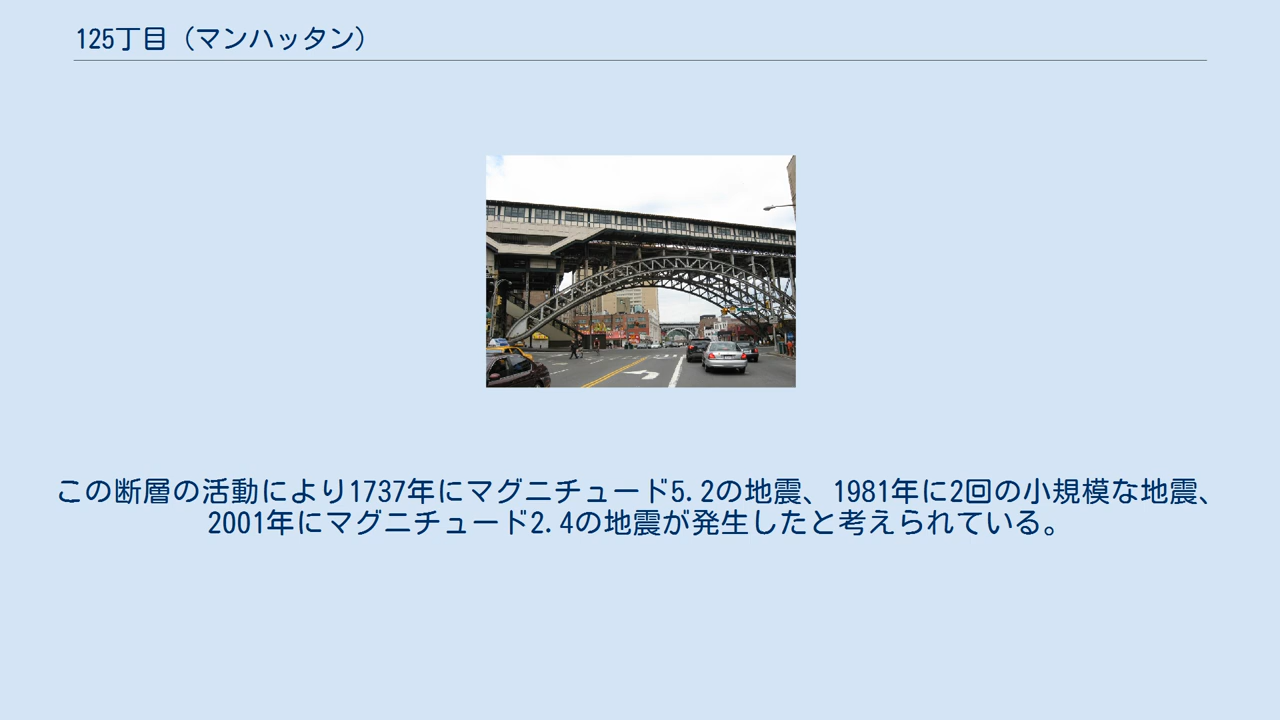 125丁目（マンハッタン）
この断層の活動により1737年にマグニチュード5.2の地震、1981年に2回の小規模な地震、
2001年にマグニチュード2.4の地震が発生したと考えられている。